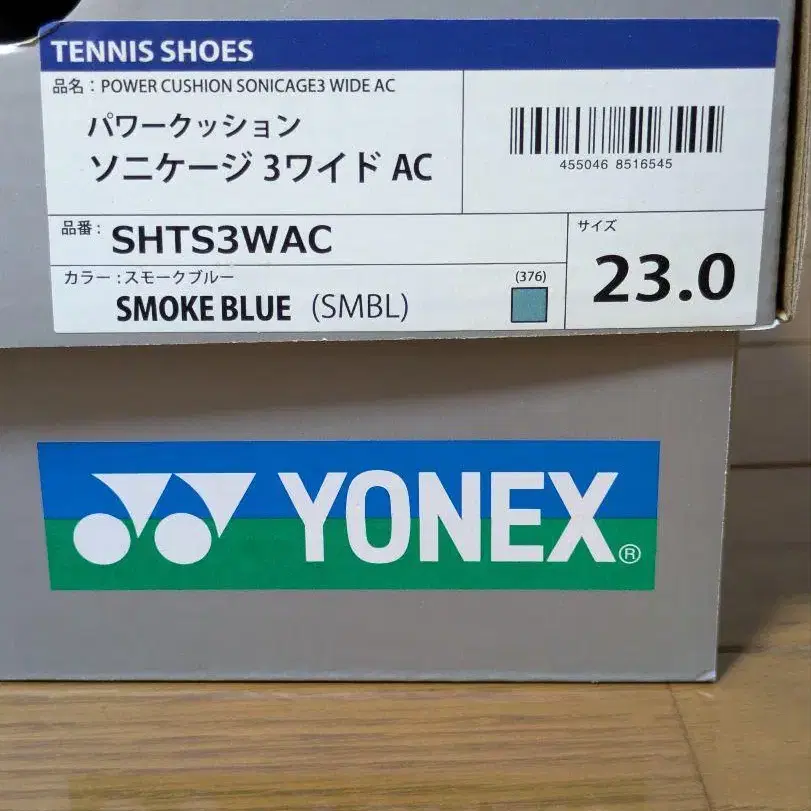 TENNIS SHOES
品名：POWER CUSHION SONICAGE3 WIDE AC
パワークッション
ソニケージ 3ワイド AC
455046 8516545
品番：SHTS3WAC
サイズ
23.0
カラー：スモークブルー
(376)
SMOKE BLUE (SMBL)
YONEX®